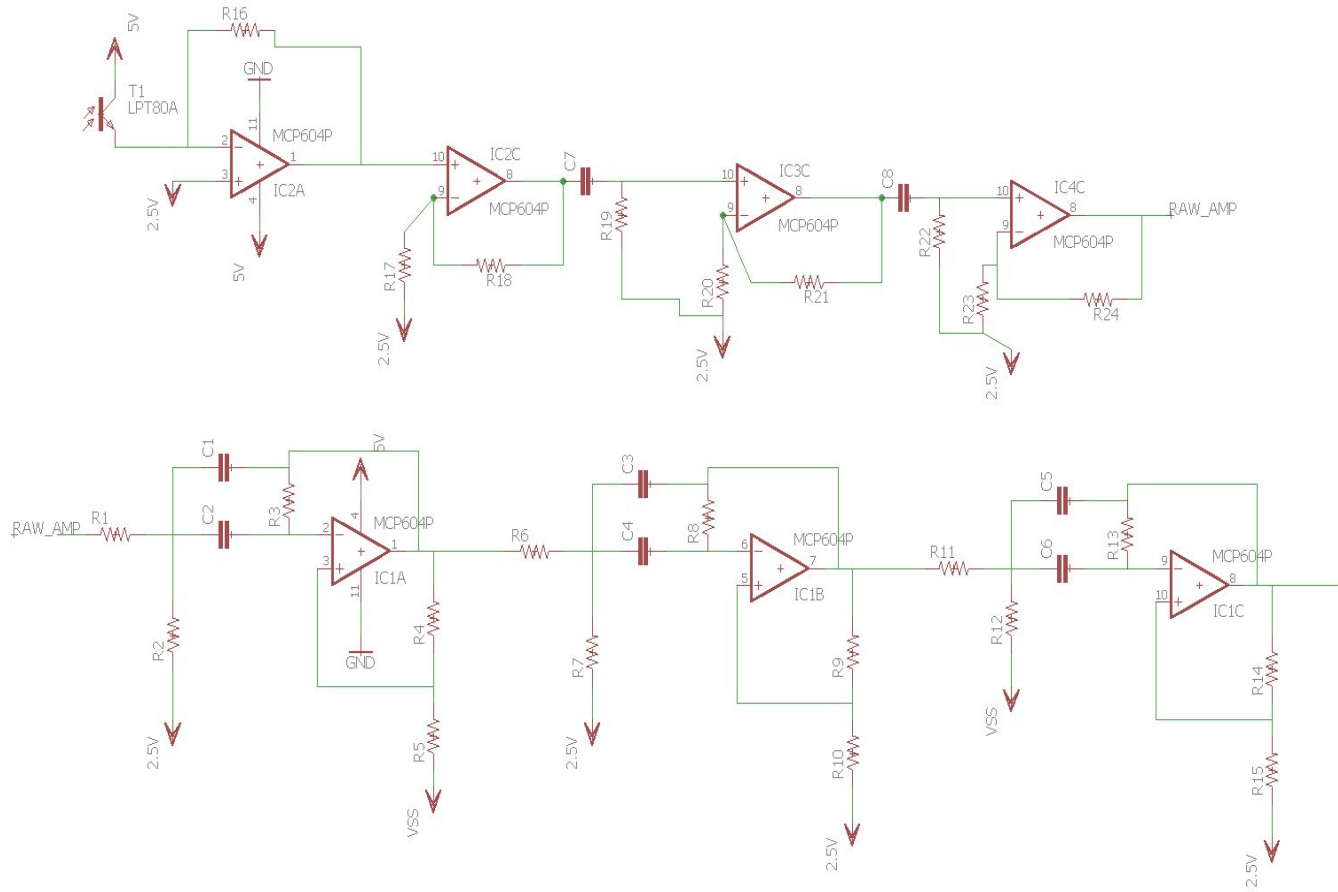 5V
R16
GND
T1
LPT80A
11
MCP604P
2
1
3
4
IC2A
2.5V
5V
10
IC2C
8
9
MCP604P
C7
R17
R18
2.5V
R19
10
IC3C
8
9
MCP604P
C8
R20
R21
2.5V
R22
10
IC4C
8
9
MCP604P
RAW_AMP
R23
R24
2.5V
RAW_AMP
R1
C1
C2
R3
5V
4
MCP604P
2
1
3
11
IC1A
GND
R2
2.5V
R4
R5
VSS
R6
C3
C4
R8
MCP604P
6
7
5
IC1B
R7
2.5V
R9
R10
2.5V
R11
C5
C6
R13
MCP604P
9
8
10
IC1C
R12
VSS
R14
R15
2.5V